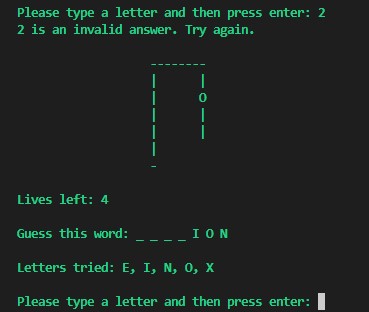 Please type a letter and then press enter: 2
2 is an invalid answer. Try again.
--------
|      |
|      O
|      |
|      |
|
-
Lives left: 4
Guess this word: _ _ _ _ I O N
Letters tried: E, I, N, O, X
Please type a letter and then press enter: